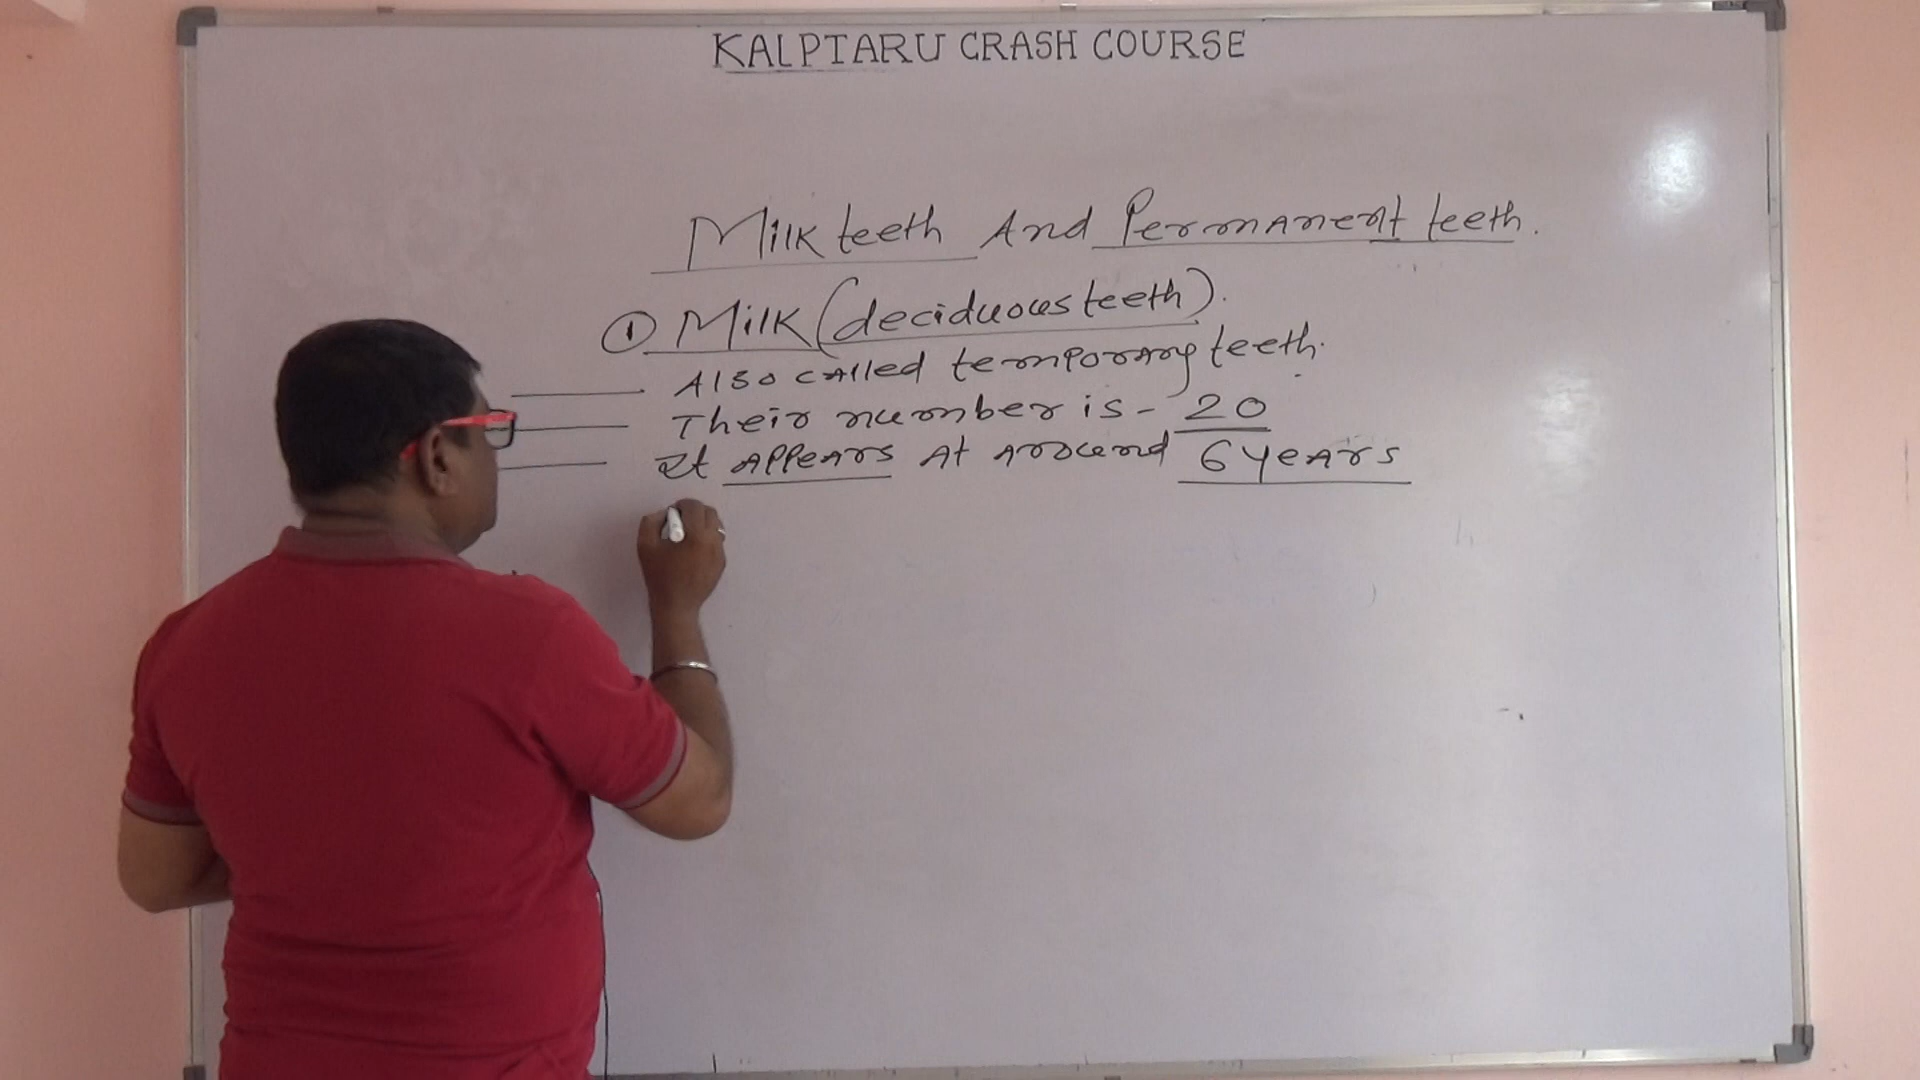 KALPTARU CRASH COURSE
Milk teeth And Permanent teeth.
① Milk (deciduous teeth).
Also called temporary teeth.
Their number is - 20
It appears At around 6 years